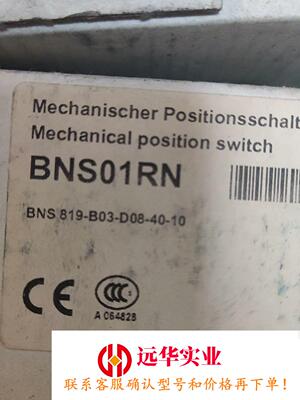 Mechanischer Positionsschalt
Mechanical position switch
BNS01RN
BNS 819-B03-D08-40-10
CE
CCC
A 064828
远华实业
联系客服确认型号和价格再下单！